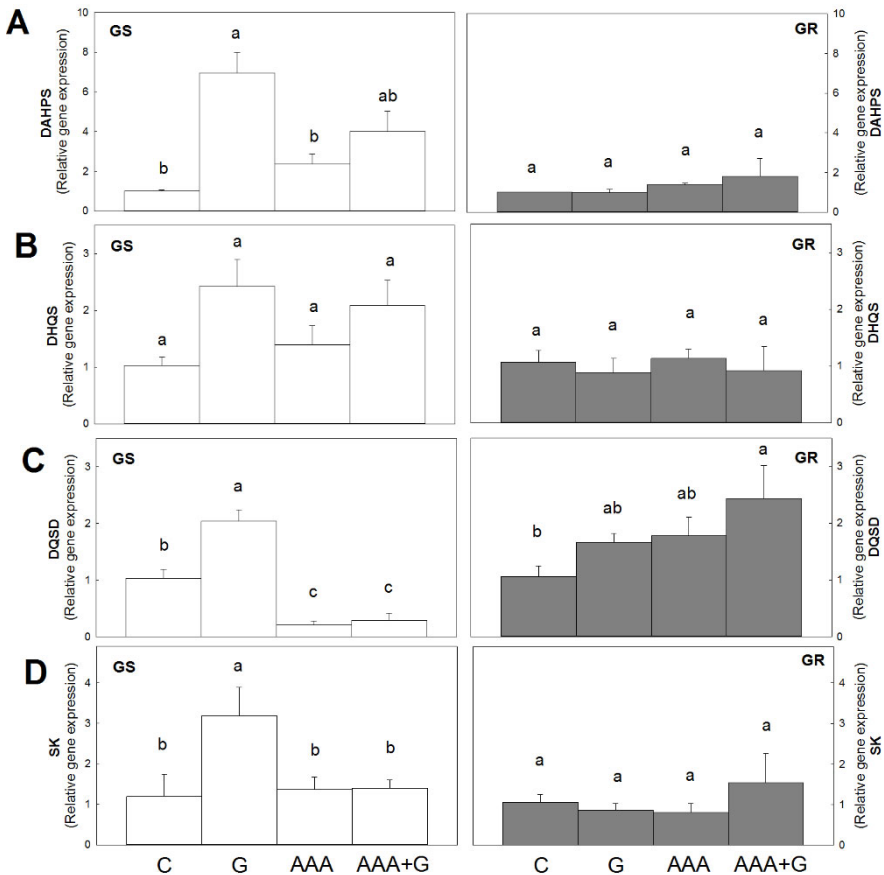 A
GS
DAHPS
(Relative gene expression)
10
8
6
4
2
0
b
a
b
ab
GR
DAHPS
(Relative gene expression)
10
8
6
4
2
0
a
a
a
a
B
GS
DHQS
(Relative gene expression)
3
2
1
0
a
a
a
a
GR
DHQS
(Relative gene expression)
3
2
1
0
a
a
a
a
C
GS
DQSD
(Relative gene expression)
3
2
1
0
b
a
c
c
GR
DQSD
(Relative gene expression)
3
2
1
0
b
ab
ab
a
D
GS
SK
(Relative gene expression)
4
3
2
1
0
b
a
b
b
GR
SK
(Relative gene expression)
4
3
2
1
0
a
a
a
a
C G AAA AAA+G
C G AAA AAA+G